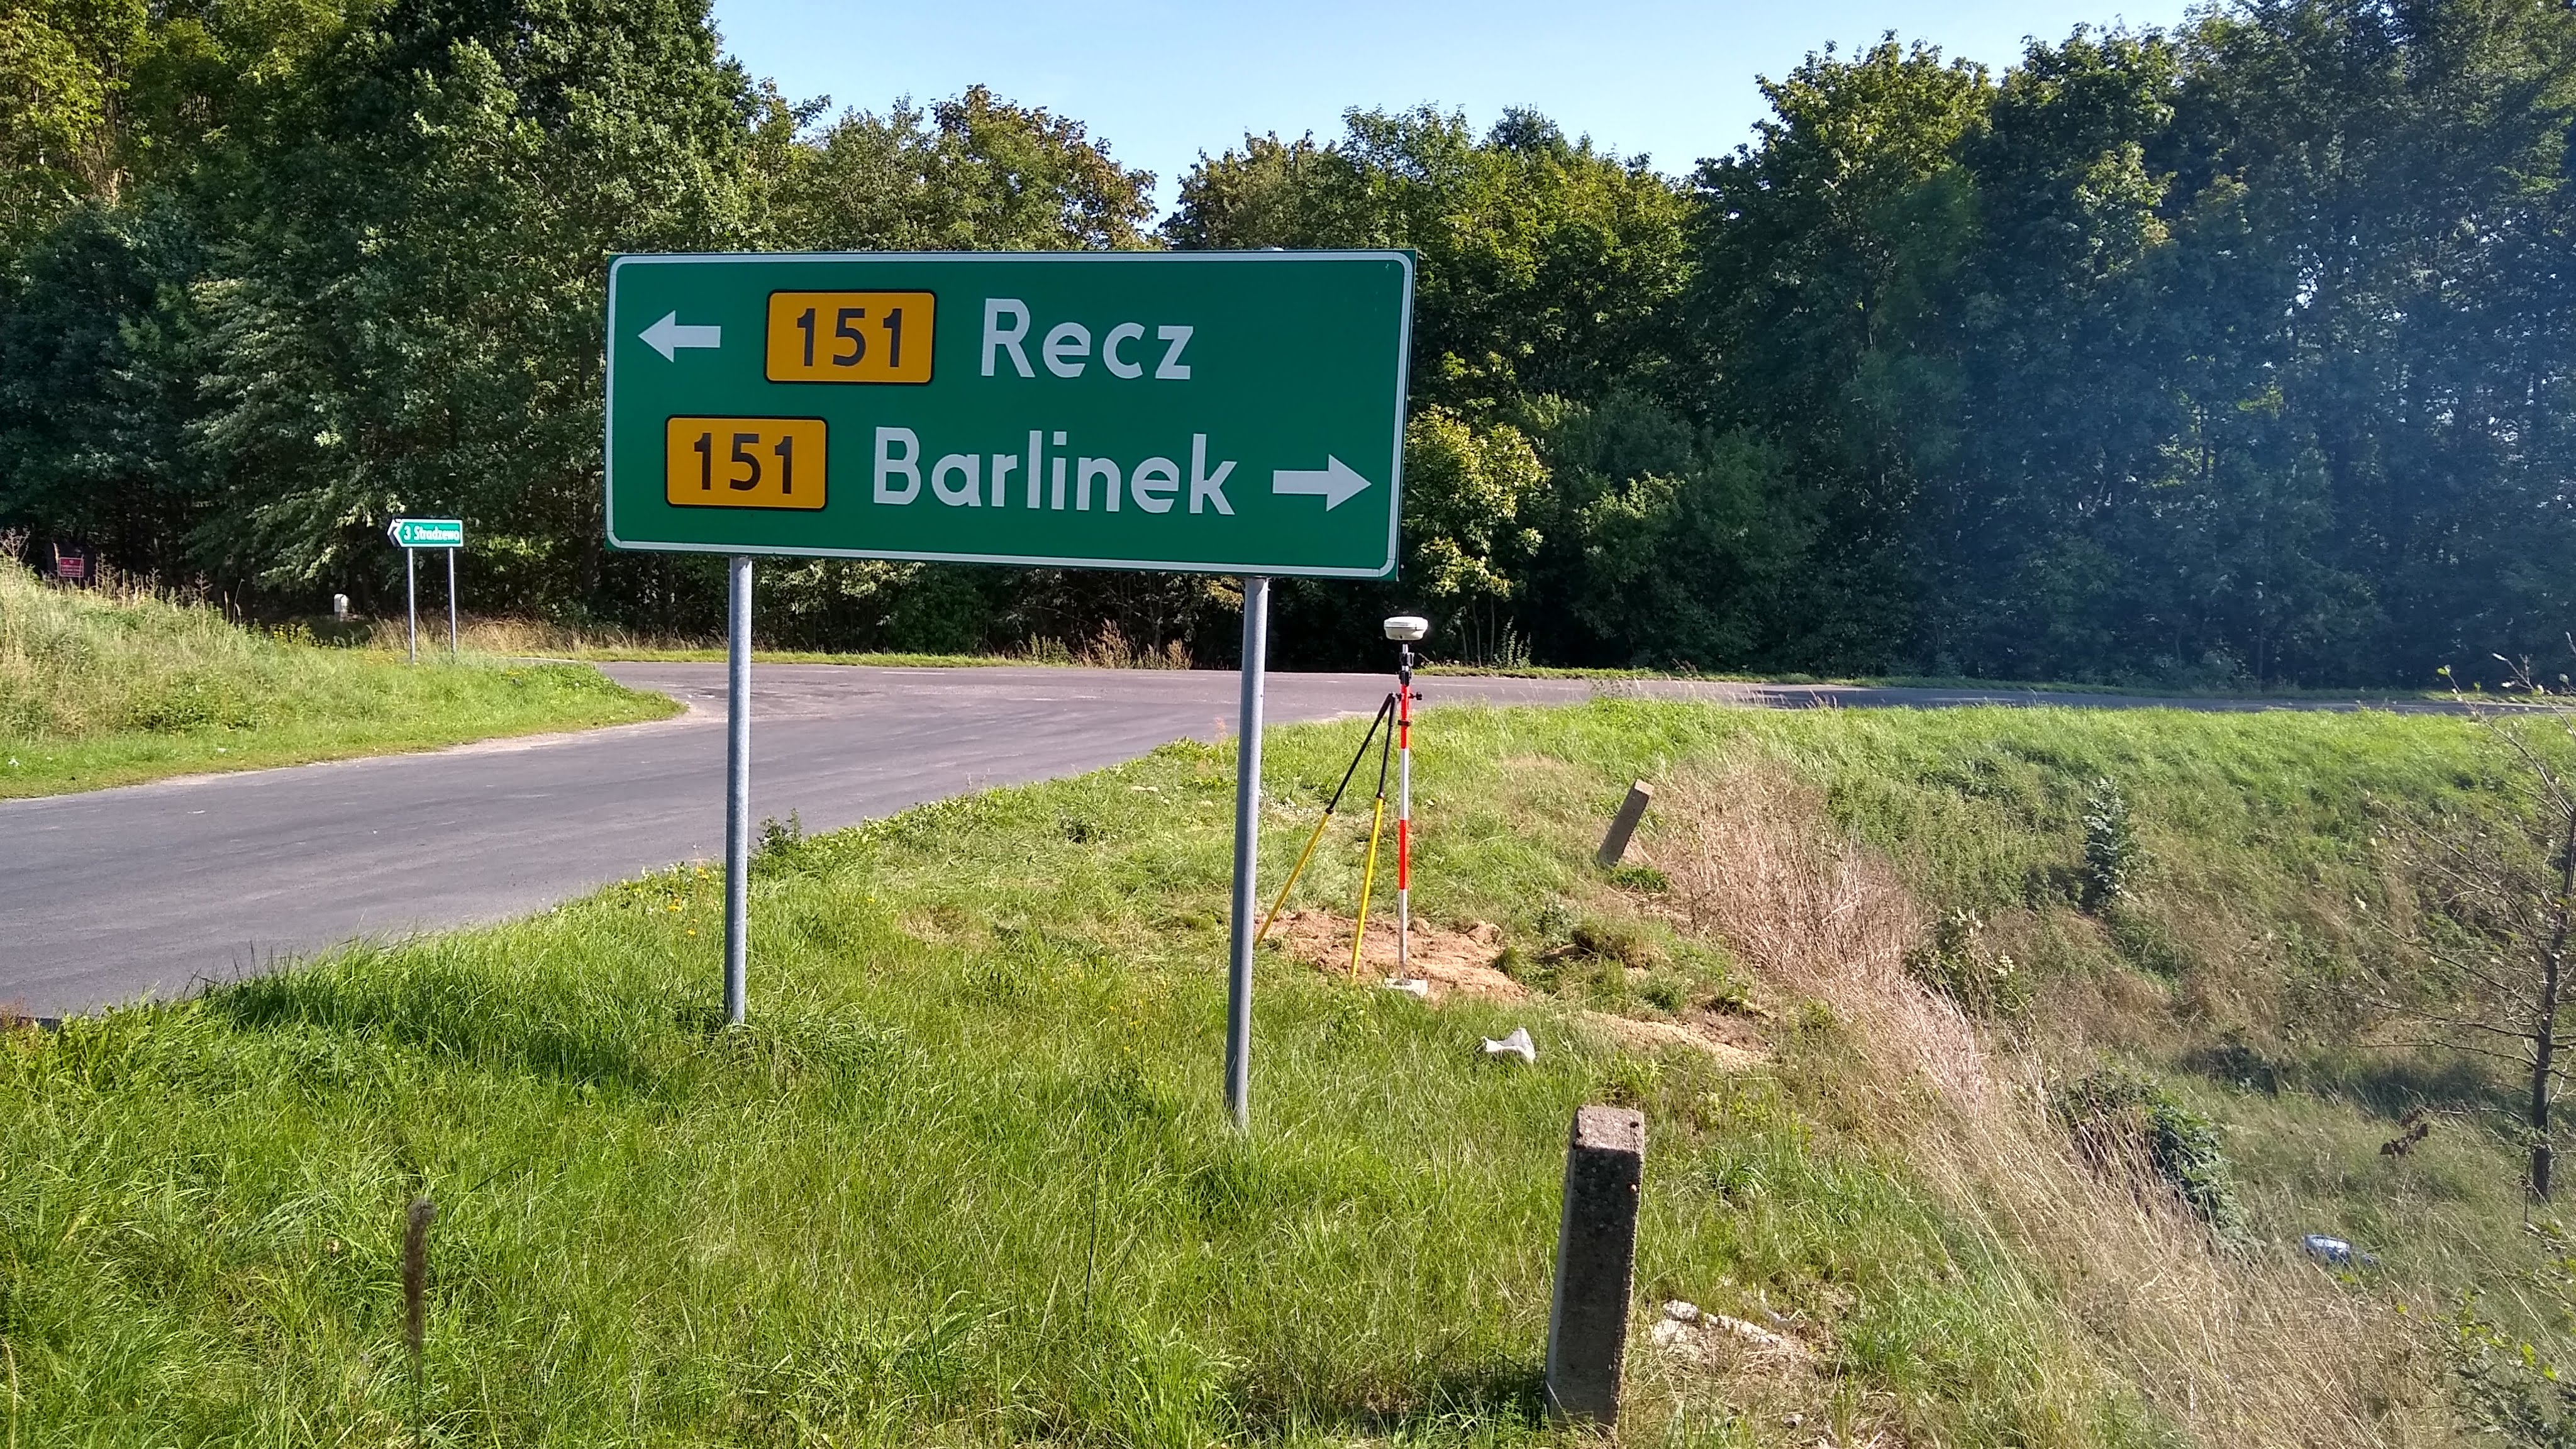 151 Recz
151 Barlinek
3 Stradzewo